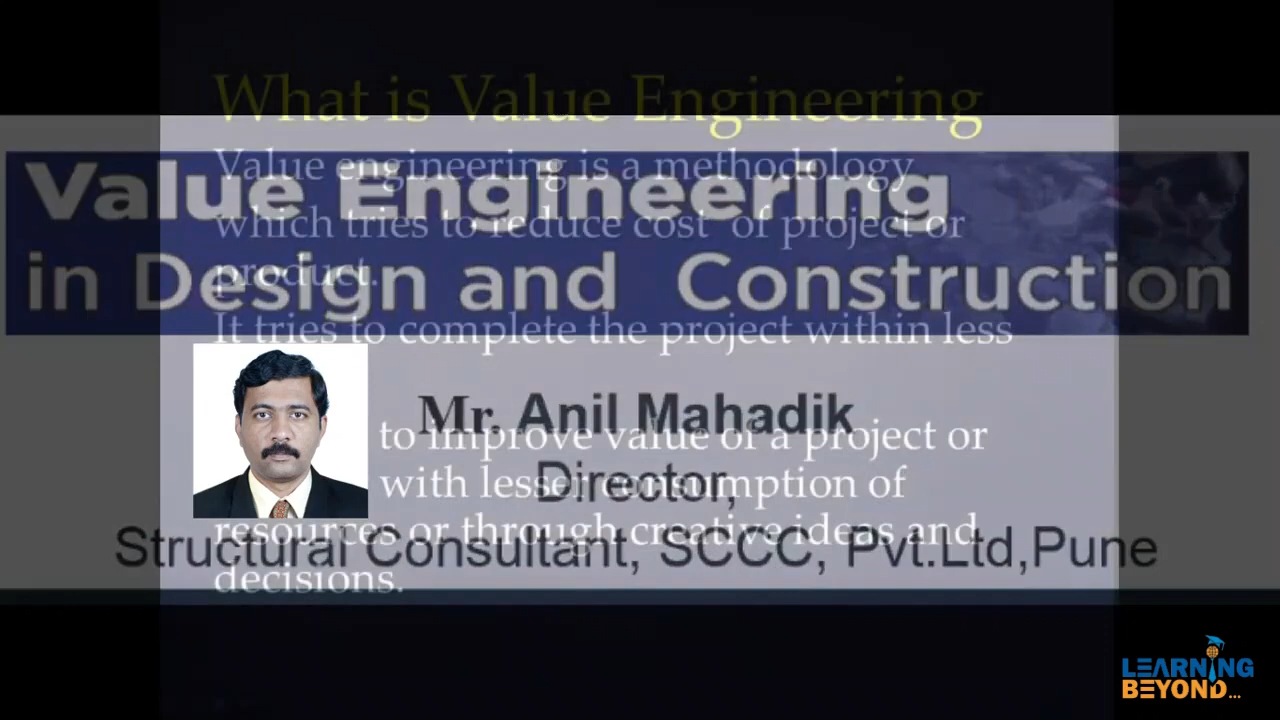 What is Value Engineering
Value engineering is a methodology
which tries to reduce cost of project or
product.
It tries to complete the project within less
to improve value of a project or
with lesser consumption of
resources or through creative ideas and
decisions.
Value Engineering
in Design and Construction
Mr. Anil Mahadik
Director,
Structural Consultant, SCCC, Pvt.Ltd,Pune
LEARNING
BEYOND...